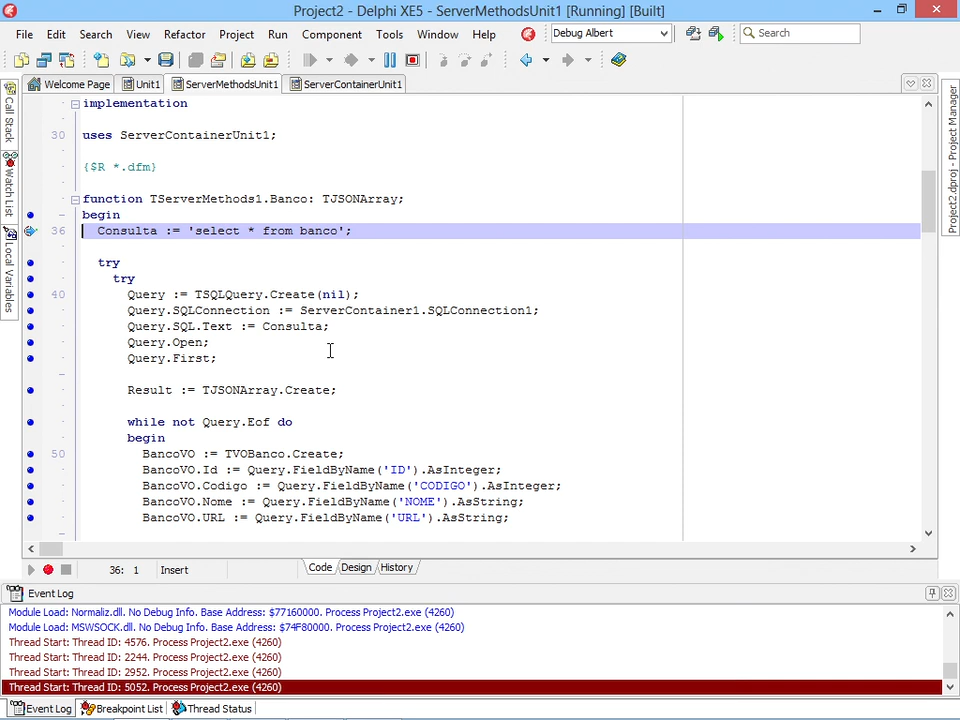 Project2 - Delphi XE5 - ServerMethodsUnit1 [Running] [Built]
File Edit Search View Refactor Project Run Component Tools Window Help Debug Albert Search
Welcome Page Unit1 ServerMethodsUnit1 ServerContainerUnit1
Call Stack
Watch List
Local Variables
Project2.dproj - Project Manager
implementation
30 uses ServerContainerUnit1;
{$R *.dfm}
function TServerMethods1.Banco: TJSONArray;
begin
36 Consulta := 'select * from banco';
try
try
40 Query := TSQLQuery.Create(nil);
Query.SQLConnection := ServerContainer1.SQLConnection1;
Query.SQL.Text := Consulta;
Query.Open;
Query.First;
Result := TJSONArray.Create;
while not Query.Eof do
begin
50 BancoVO := TVOBanco.Create;
BancoVO.Id := Query.FieldByName('ID').AsInteger;
BancoVO.Codigo := Query.FieldByName('CODIGO').AsInteger;
BancoVO.Nome := Query.FieldByName('NOME').AsString;
BancoVO.URL := Query.FieldByName('URL').AsString;
36: 1 Insert Code Design History
Event Log
Module Load: Normaliz.dll. No Debug Info. Base Address: $77160000. Process Project2.exe (4260)
Module Load: MSWSOCK.dll. No Debug Info. Base Address: $74F80000. Process Project2.exe (4260)
Thread Start: Thread ID: 4576. Process Project2.exe (4260)
Thread Start: Thread ID: 2244. Process Project2.exe (4260)
Thread Start: Thread ID: 2952. Process Project2.exe (4260)
Thread Start: Thread ID: 5052. Process Project2.exe (4260)
Event Log Breakpoint List Thread Status